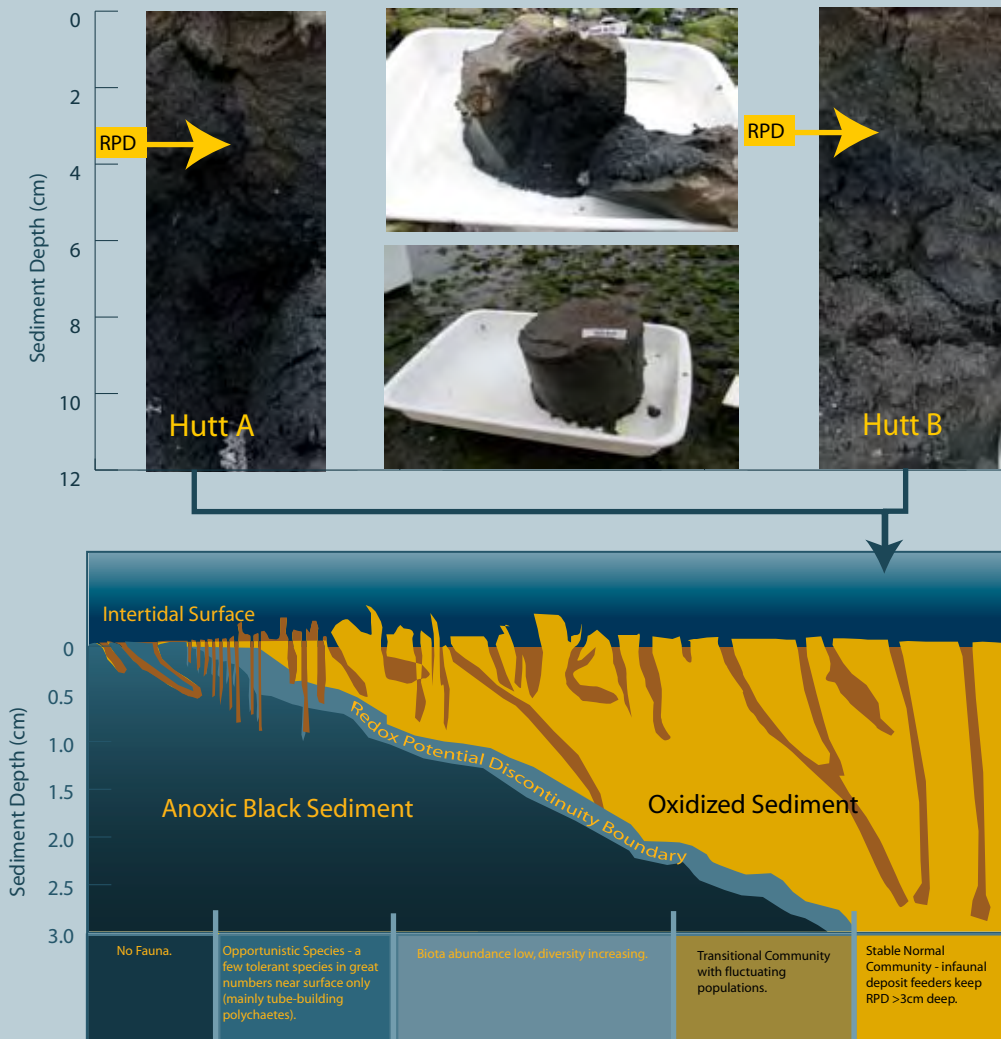 Sediment Depth (cm)
0
2
4
6
8
10
12
RPD
Hutt A
RPD
Hutt B
Intertidal Surface
Sediment Depth (cm)
0
0.5
1.0
1.5
2.0
2.5
3.0
Redox Potential Discontinuity Boundary
Anoxic Black Sediment
Oxidized Sediment
No Fauna.
Opportunistic Species - a
few tolerant species in great
numbers near surface only
(mainly tube-building
polychaetes).
Biota abundance low, diversity increasing.
Transitional Community
with fluctuating
populations.
Stable Normal
Community - infaunal
deposit feeders keep
RPD >3cm deep.